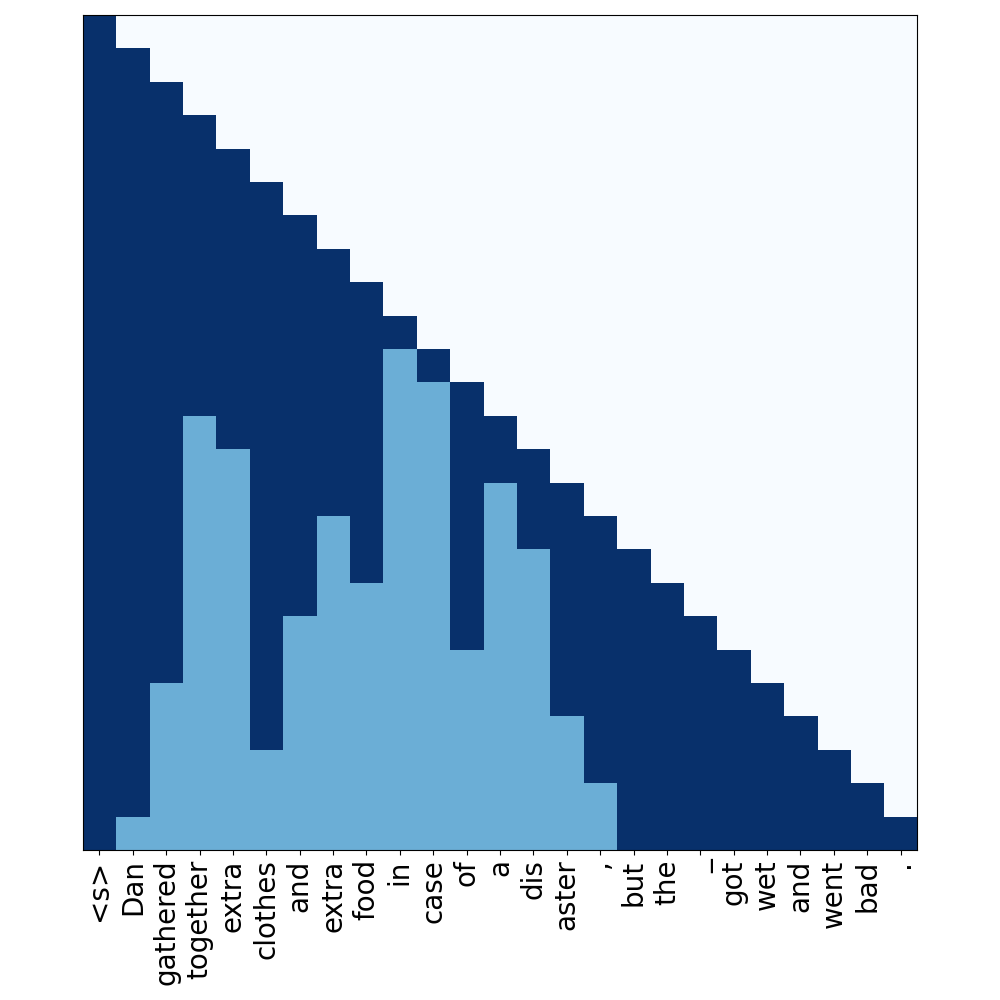 <s> Dan gathered together extra clothes and extra food in case of a dis aster , but the _ got wet and went bad .